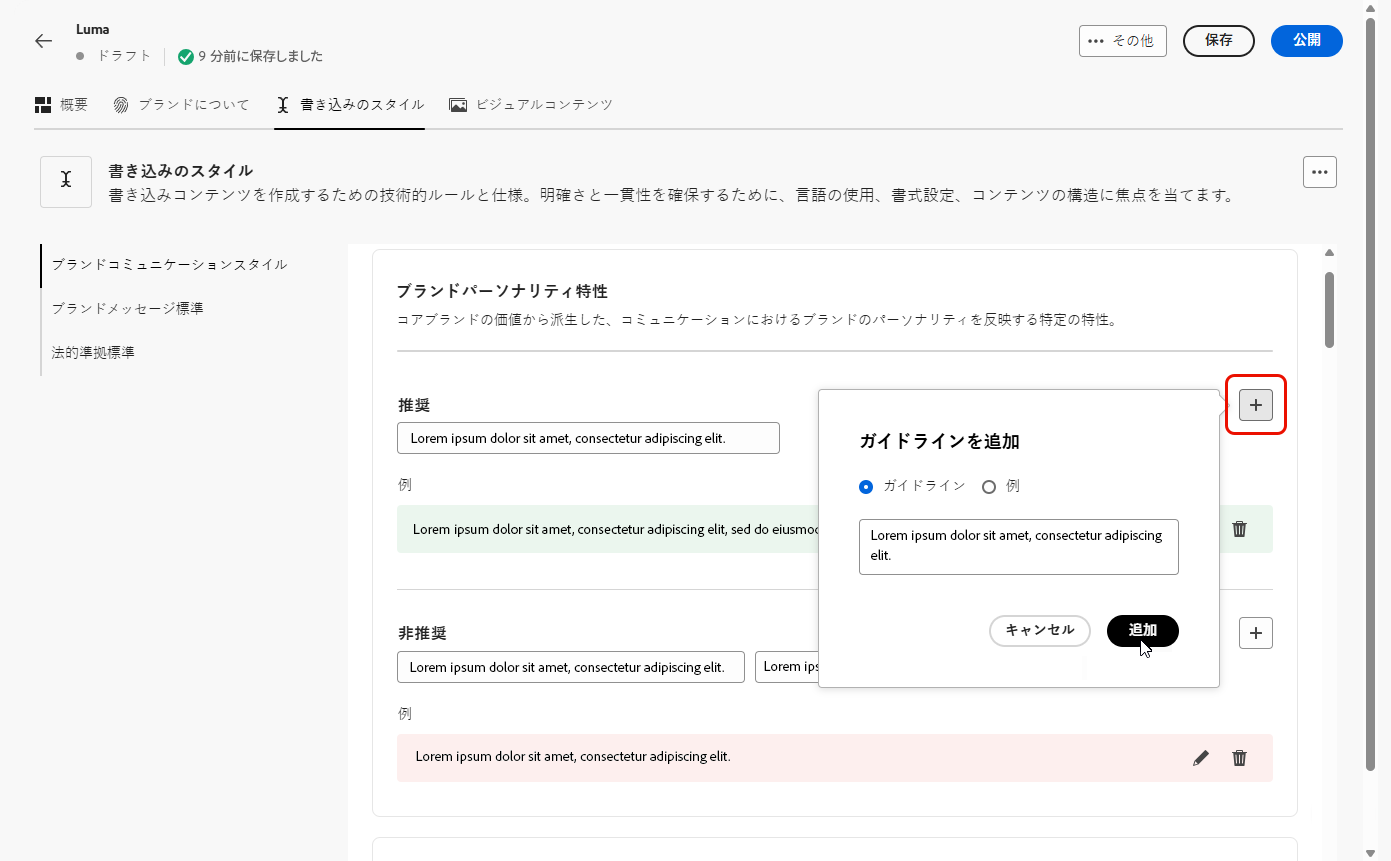 Luma
ドラフト
9 分前に保存しました
その他
保存
公開
概要
ブランドについて
書き込みのスタイル
ビジュアルコンテンツ
書き込みのスタイル
書き込みコンテンツを作成するための技術的ルールと仕様。明確さと一貫性を確保するために、言語の使用、書式設定、コンテンツの構造に焦点を当てます。
ブランドコミュニケーションスタイル
ブランドメッセージ標準
法的準拠標準
ブランドパーソナリティ特性
コアブランドの価値から派生した、コミュニケーションにおけるブランドのパーソナリティを反映する特定の特性。
推奨
Lorem ipsum dolor sit amet, consectetur adipiscing elit.
例
Lorem ipsum dolor sit amet, consectetur adipiscing elit, sed do eiusmod
ガイドラインを追加
ガイドライン
例
Lorem ipsum dolor sit amet, consectetur adipiscing
elit.
キャンセル
追加
非推奨
Lorem ipsum dolor sit amet, consectetur adipiscing elit.
Lorem ips
例
Lorem ipsum dolor sit amet, consectetur adipiscing elit.